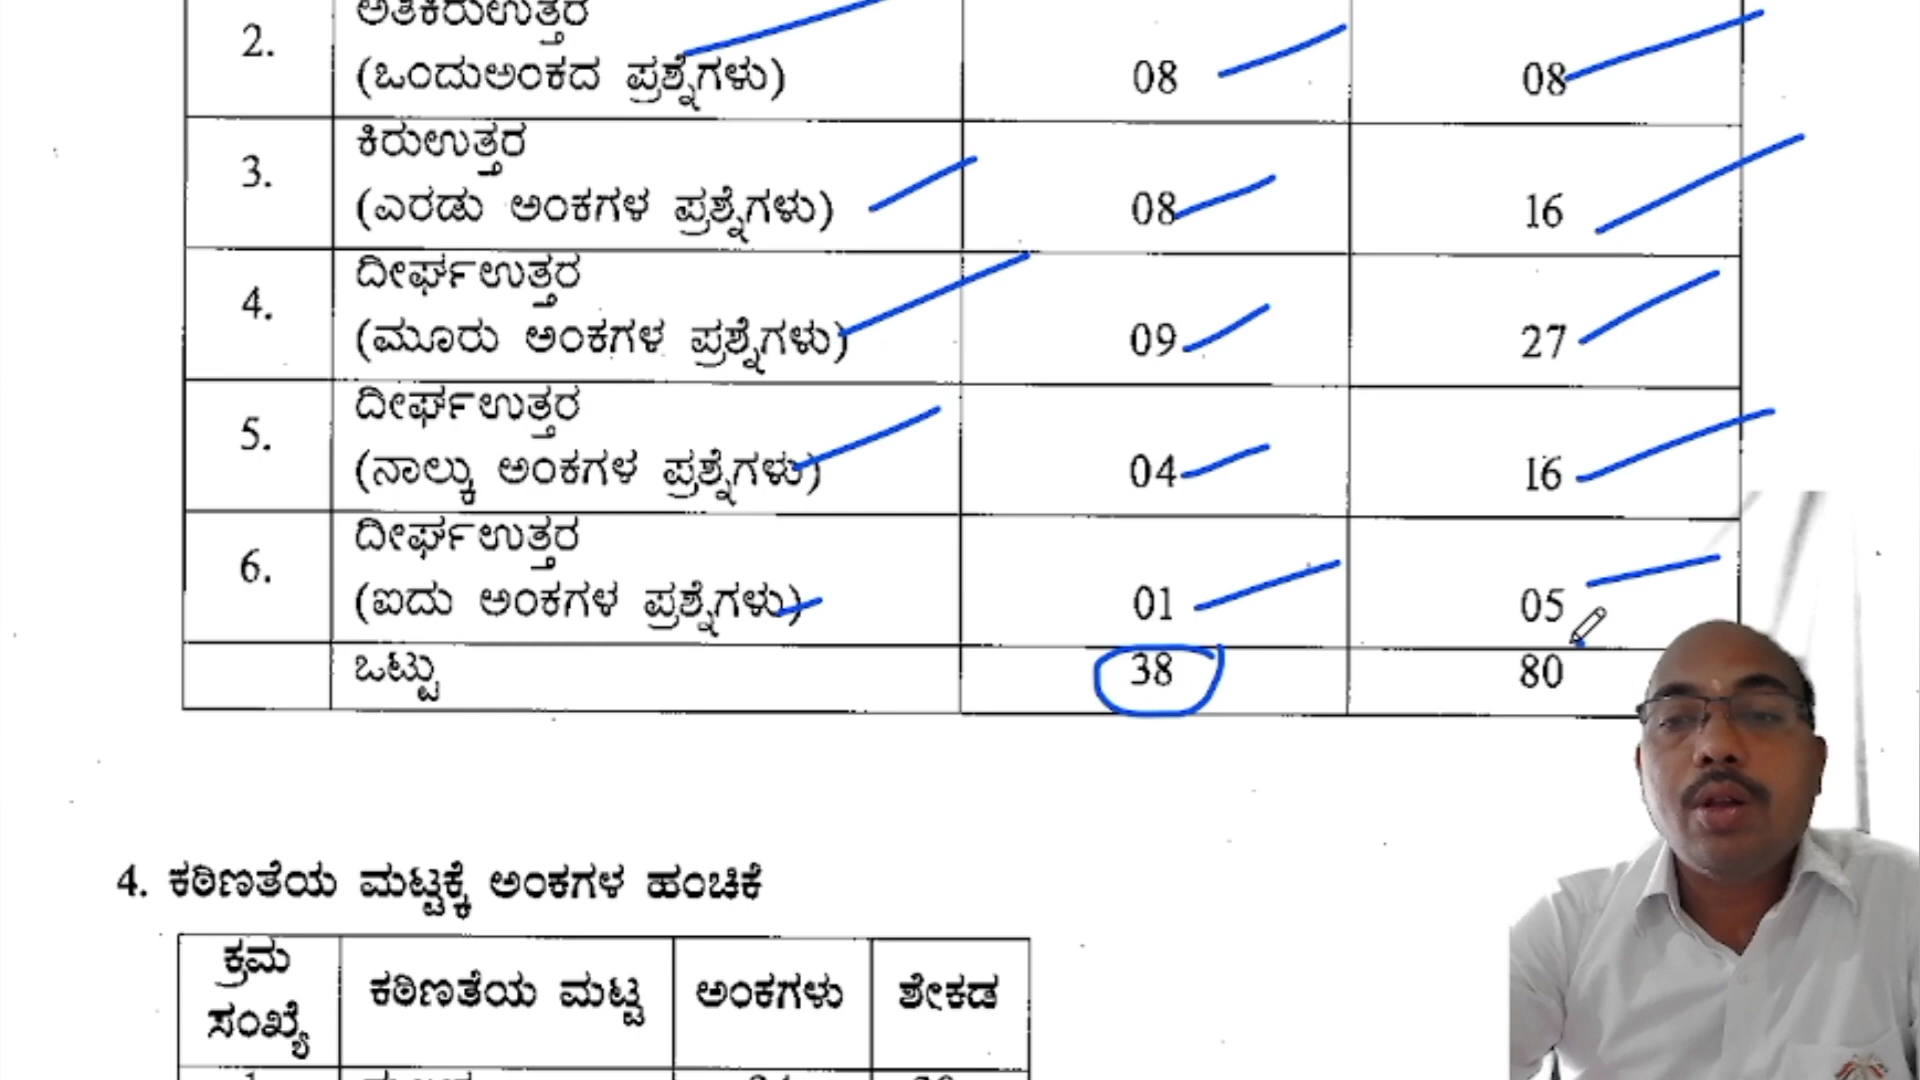 2.
ಅತಿಕಿರುಉತ್ತರ
(ಒಂದುಅಂಕದ ಪ್ರಶ್ನೆಗಳು)
08
08
3.
ಕಿರುಉತ್ತರ
(ಎರಡು ಅಂಕಗಳ ಪ್ರಶ್ನೆಗಳು)
08
16
4.
ದೀರ್ಘಉತ್ತರ
(ಮೂರು ಅಂಕಗಳ ಪ್ರಶ್ನೆಗಳು)
09
27
5.
ದೀರ್ಘಉತ್ತರ
(ನಾಲ್ಕು ಅಂಕಗಳ ಪ್ರಶ್ನೆಗಳು)
04
16
6.
ದೀರ್ಘಉತ್ತರ
(ಐದು ಅಂಕಗಳ ಪ್ರಶ್ನೆಗಳು)
01
05
ಒಟ್ಟು
38
80
4. ಕಠಿಣತೆಯ ಮಟ್ಟಕ್ಕೆ ಅಂಕಗಳ ಹಂಚಿಕೆ
ಕ್ರಮ
ಸಂಖ್ಯೆ
ಕಠಿಣತೆಯ ಮಟ್ಟ
ಅಂಕಗಳು
ಶೇಕಡ